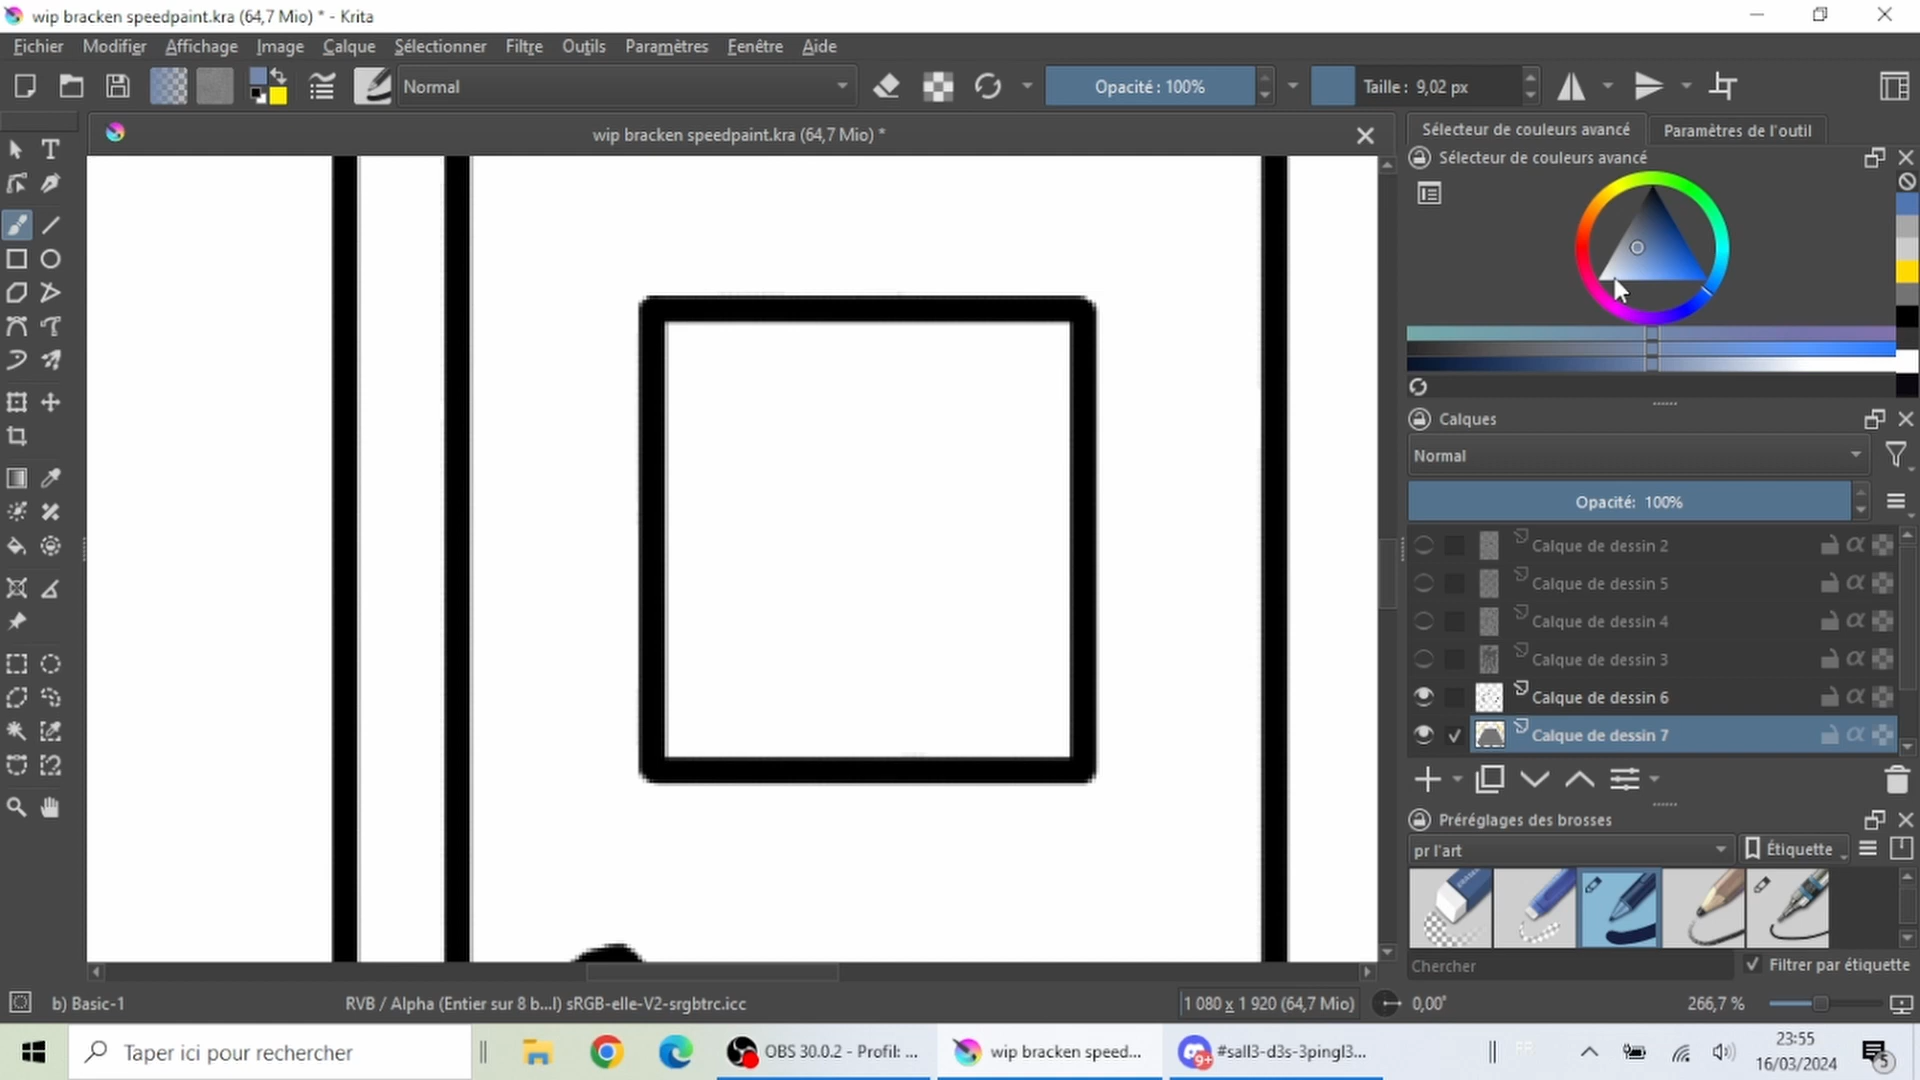 wip bracken speedpaint.kra (64,7 Mio) * - Krita
Fichier Modifier Affichage Image Calque Sélectionner Filtre Outils Paramètres Fenêtre Aide
Normal
Opacité : 100%
Taille : 9,02 px
wip bracken speedpaint.kra (64,7 Mio) *
Sélecteur de couleurs avancé
Paramètres de l'outil
Sélecteur de couleurs avancé
Calques
Normal
Opacité: 100%
Calque de dessin 2
Calque de dessin 5
Calque de dessin 4
Calque de dessin 3
Calque de dessin 6
Calque de dessin 7
Préréglages des brosses
pr l'art
Étiquette
Chercher
Filtrer par étiquette
b) Basic-1
RVB / Alpha (Entier sur 8 b...l) sRGB-elle-V2-srgbtrc.icc
1 080 x 1 920 (64,7 Mio)
0,00°
266,7 %
Taper ici pour rechercher
OBS 30.0.2 - Profil: ...
wip bracken speed...
9+
#sall3-d3s-3pingl3...
23:55
16/03/2024
5